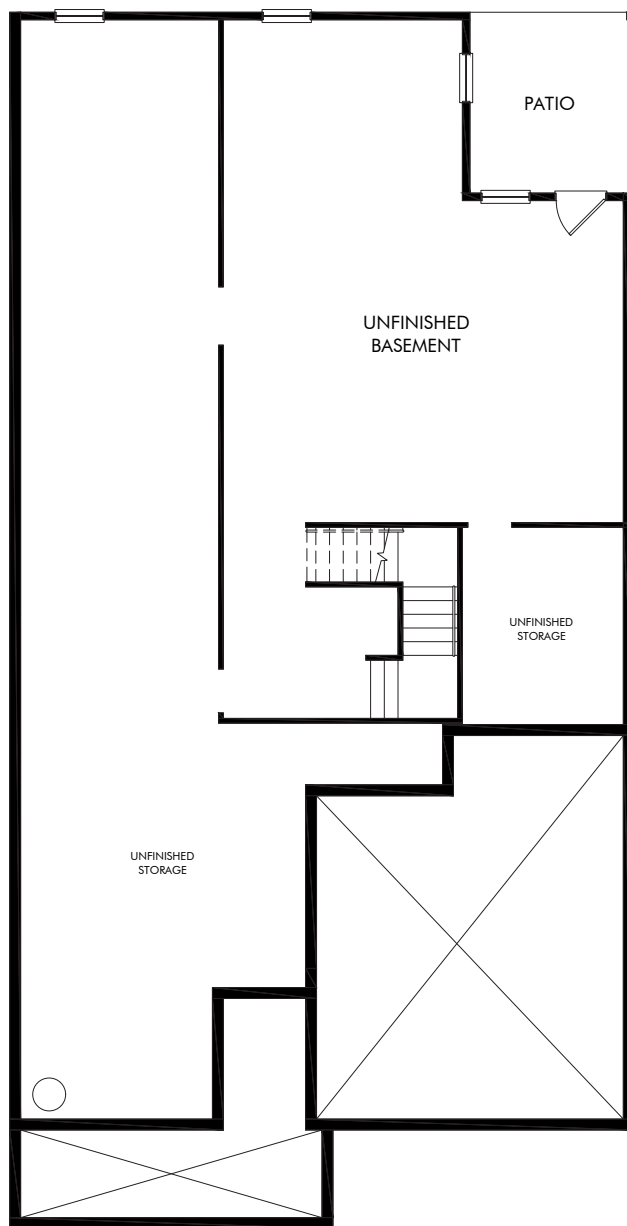 PATIO
UNFINISHED
BASEMENT
UNFINISHED
STORAGE
UNFINISHED
STORAGE